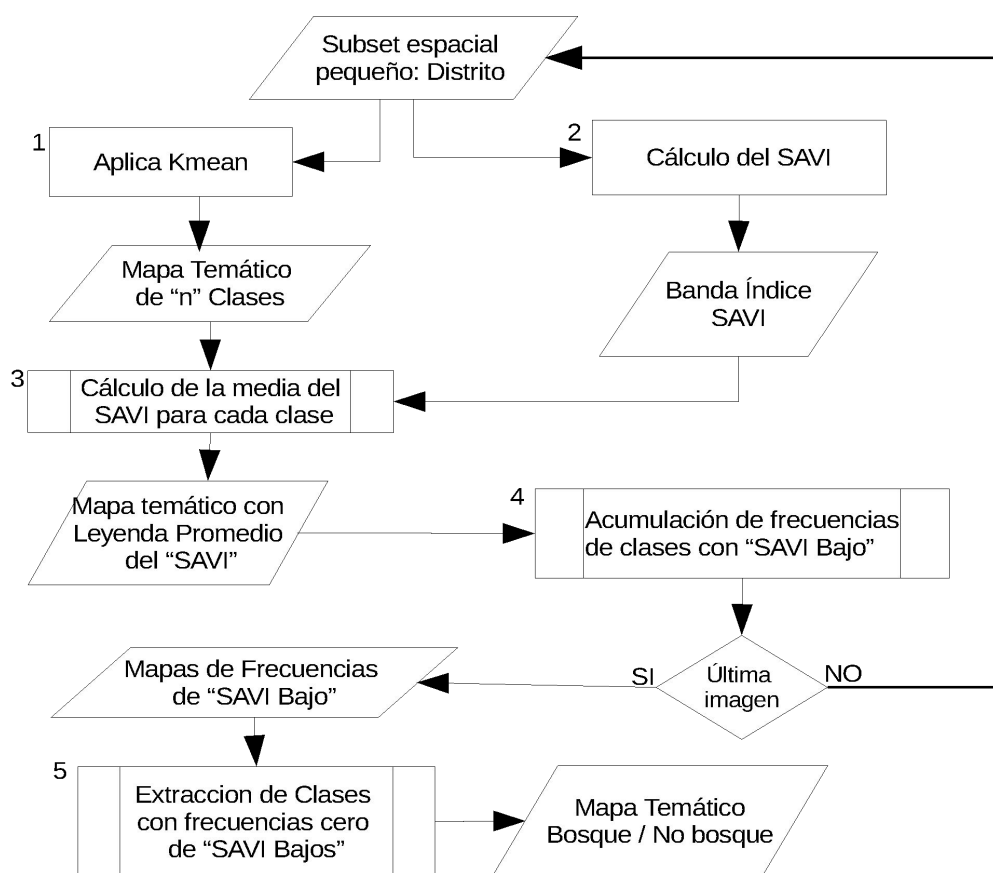 Subset espacial
pequeño: Distrito
1
Aplica Kmean
2
Cálculo del SAVI
Mapa Temático
de “n” Clases
Banda Índice
SAVI
3
Cálculo de la media del
SAVI para cada clase
Mapa temático con
Leyenda Promedio
del “SAVI”
4
Acumulación de frecuencias
de clases con “SAVI Bajo”
Última
imagen
SI
NO
Mapas de Frecuencias
de “SAVI Bajo”
5
Extraccion de Clases
con frecuencias cero
de “SAVI Bajos”
Mapa Temático
Bosque / No bosque